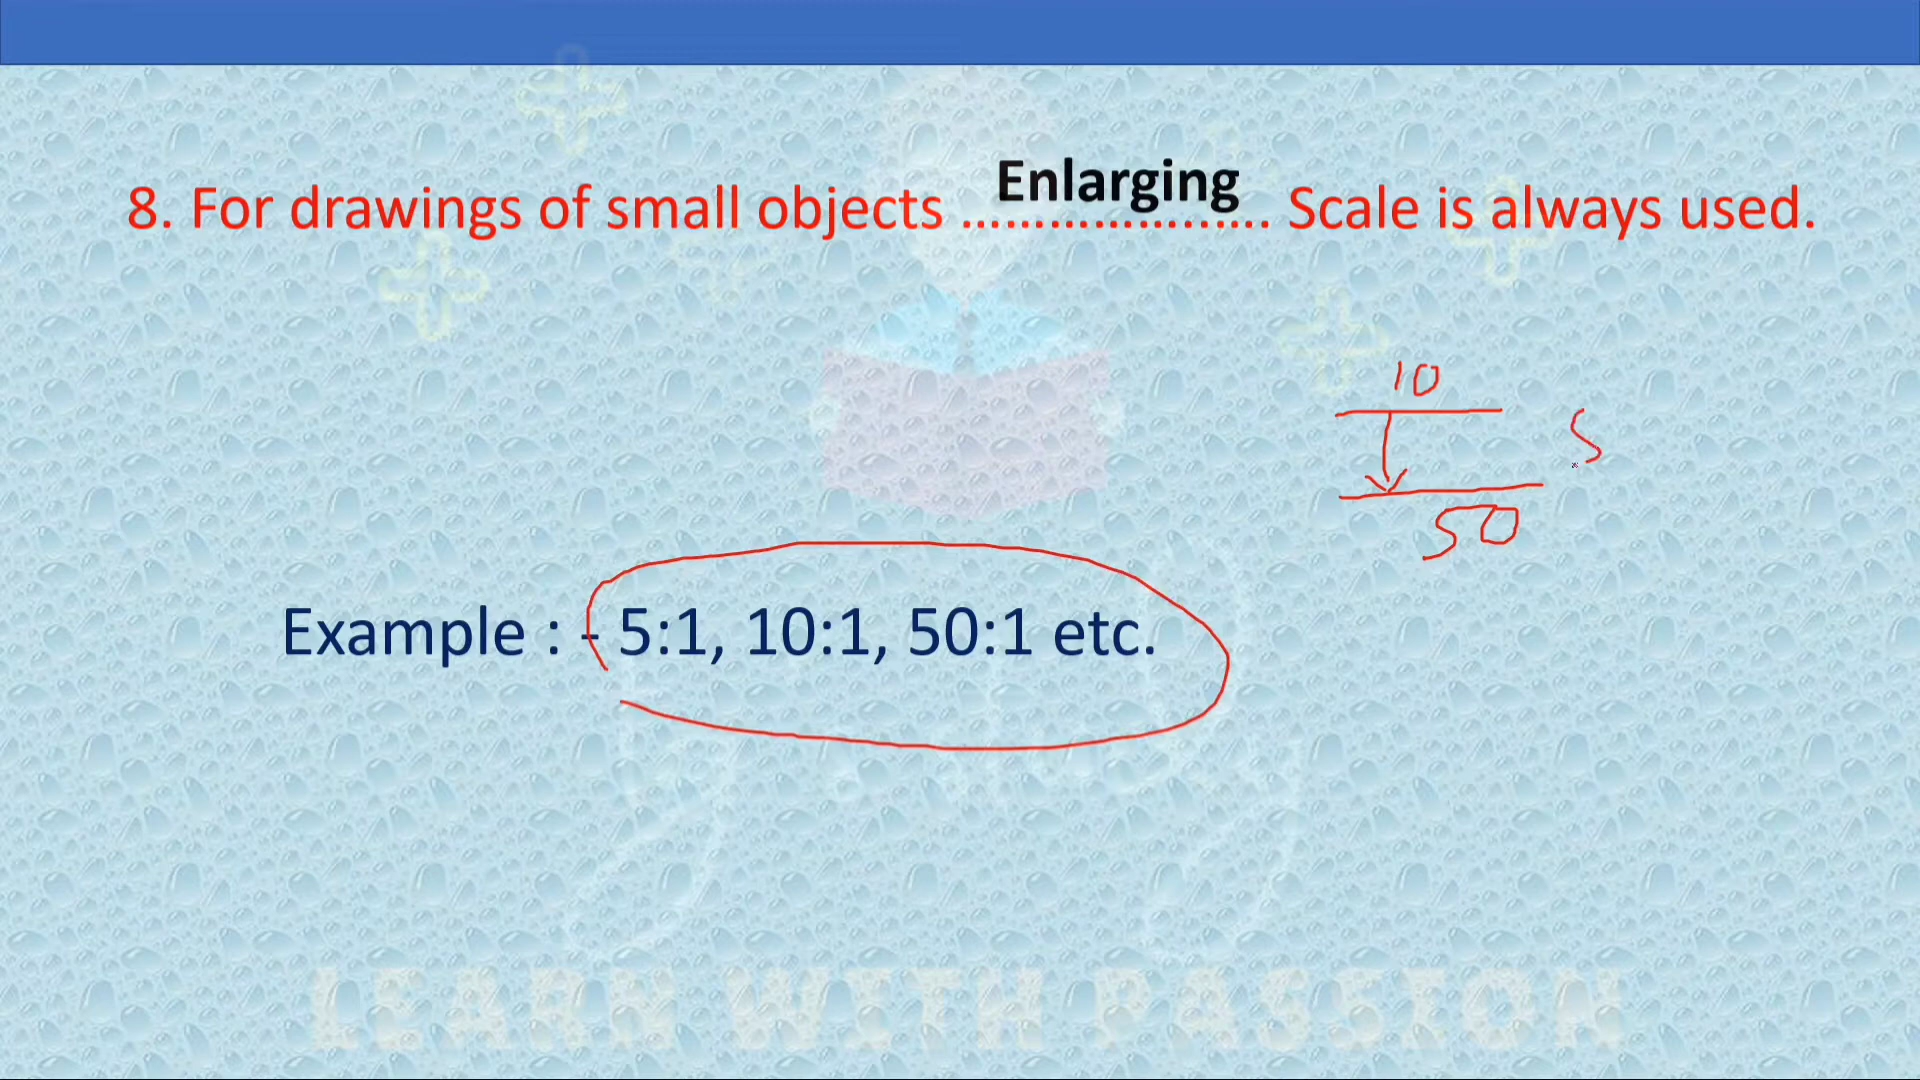 8. For drawings of small objects ..................... Scale is always used.
Enlarging
10
5
50
Example : - 5:1, 10:1, 50:1 etc.
LEARN WITH PASSION